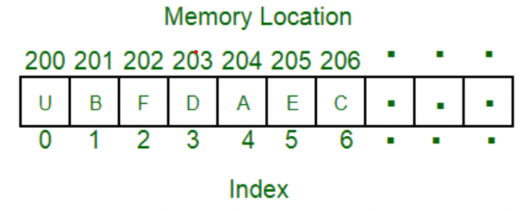 Memory Location
200 201 202 203 204 205 206 . . .
U B F D A E C . . .
0 1 2 3 4 5 6 . . .
Index